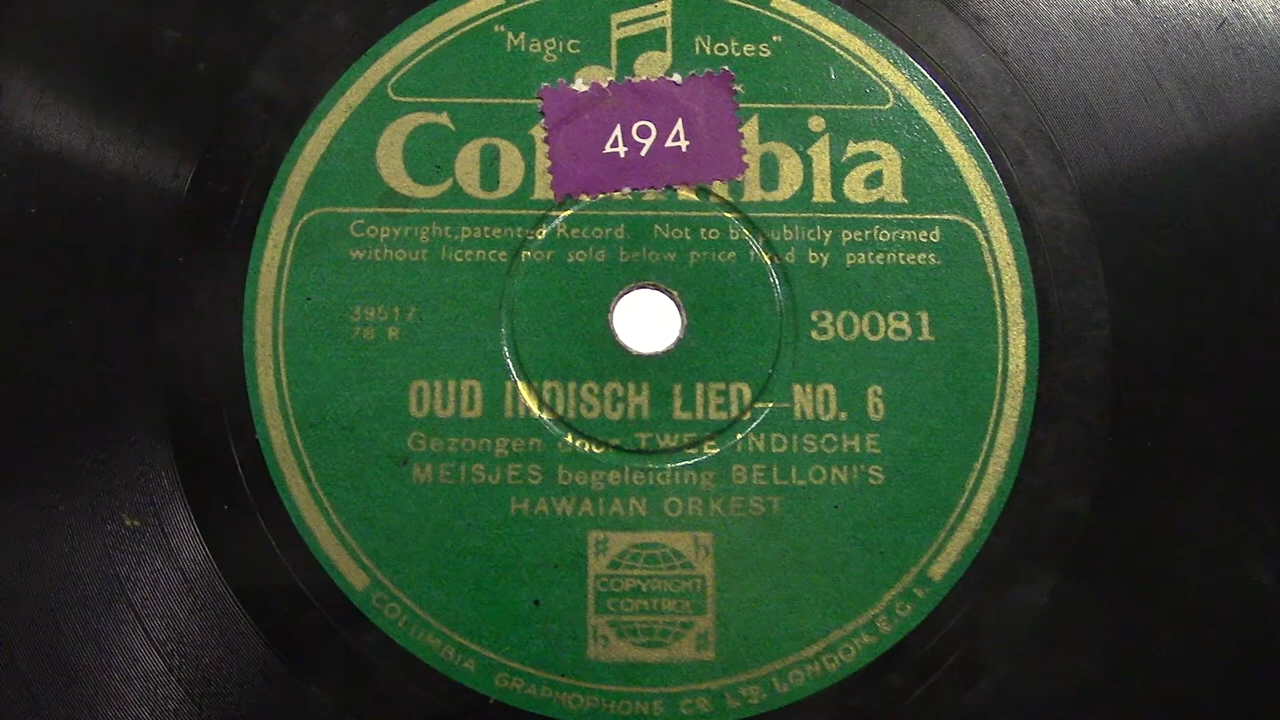 "Magic Notes"
494
Columbia
Copyright, patented Record. Not to be publicly performed
without licence nor sold below price fixed by patentees.
39517
78 R
30081
OUD INDISCH LIED—NO. 6
Gezongen door TWEE INDISCHE
MEISJES begeleiding BELLONI'S
HAWAIAN ORKEST
COPYRIGHT
CONTROL
COLUMBIA GRAPHOPHONE CO. LTD. LONDON, E.C.1.